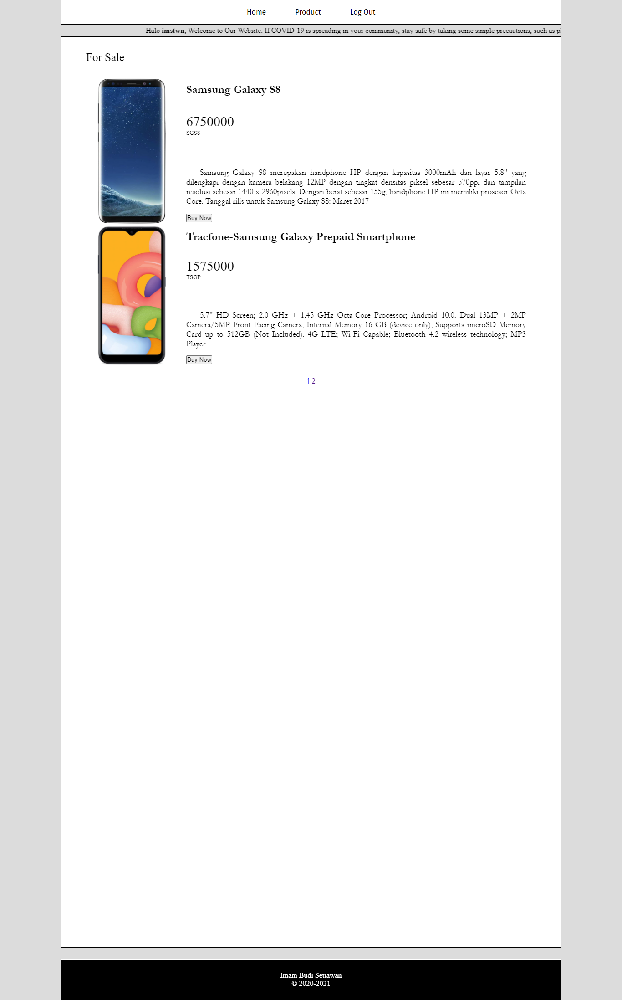 Home Product Log Out
Halo imstwn, Welcome to Our Website. If COVID-19 is spreading in your community, stay safe by taking some simple precautions, such as
For Sale
Samsung Galaxy S8
6750000
SGS8
Samsung Galaxy S8 merupakan handphone HP dengan kapasitas 3000mAh dan layar 5.8" yang
dilengkapi dengan kamera belakang 12MP dengan tingkat densitas piksel sebesar 570ppi dan tampilan
resolusi sebesar 1440 x 2960pixels. Dengan berat sebesar 155g, handphone HP ini memiliki prosesor Octa
Core. Tanggal rilis untuk Samsung Galaxy S8: Maret 2017
Buy Now
Tracfone-Samsung Galaxy Prepaid Smartphone
1575000
TSGP
5.7" HD Screen; 2.0 GHz + 1.45 GHz Octa-Core Processor; Android 10.0. Dual 13MP + 2MP
Camera/5MP Front Facing Camera; Internal Memory 16 GB (device only); Supports microSD Memory
Card up to 512GB (Not Included). 4G LTE; Wi-Fi Capable; Bluetooth 4.2 wireless technology; MP3
Player
Buy Now
1 2
Imam Budi Setiawan
© 2020-2021